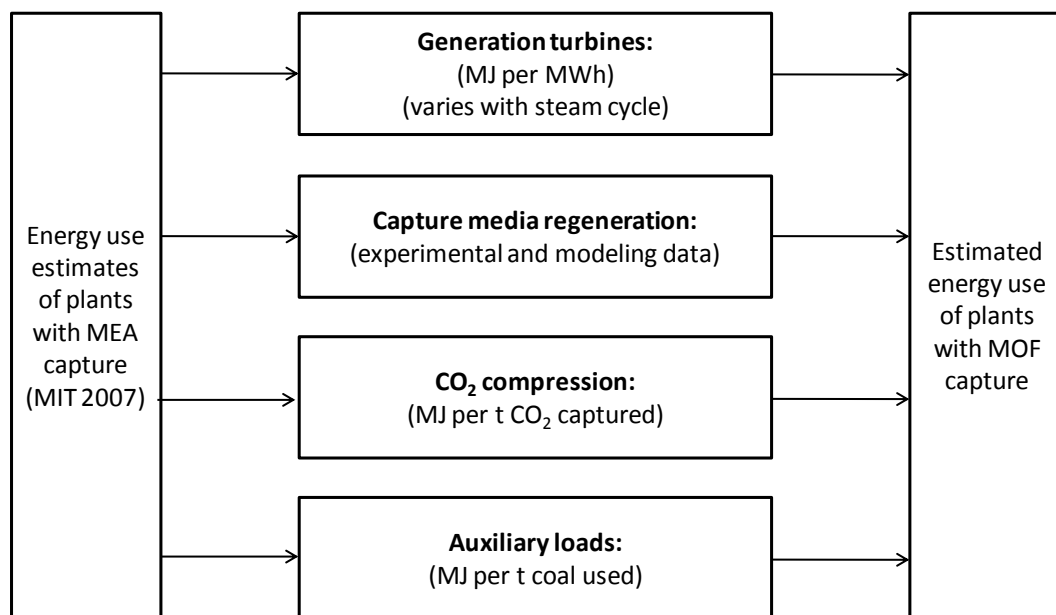 Energy use
estimates
of plants
with MEA
capture
(MIT 2007)
Generation turbines:
(MJ per MWh)
(varies with steam cycle)
Capture media regeneration:
(experimental and modeling data)
CO₂ compression:
(MJ per t CO₂ captured)
Auxiliary loads:
(MJ per t coal used)
Estimated
energy use
of plants
with MOF
capture